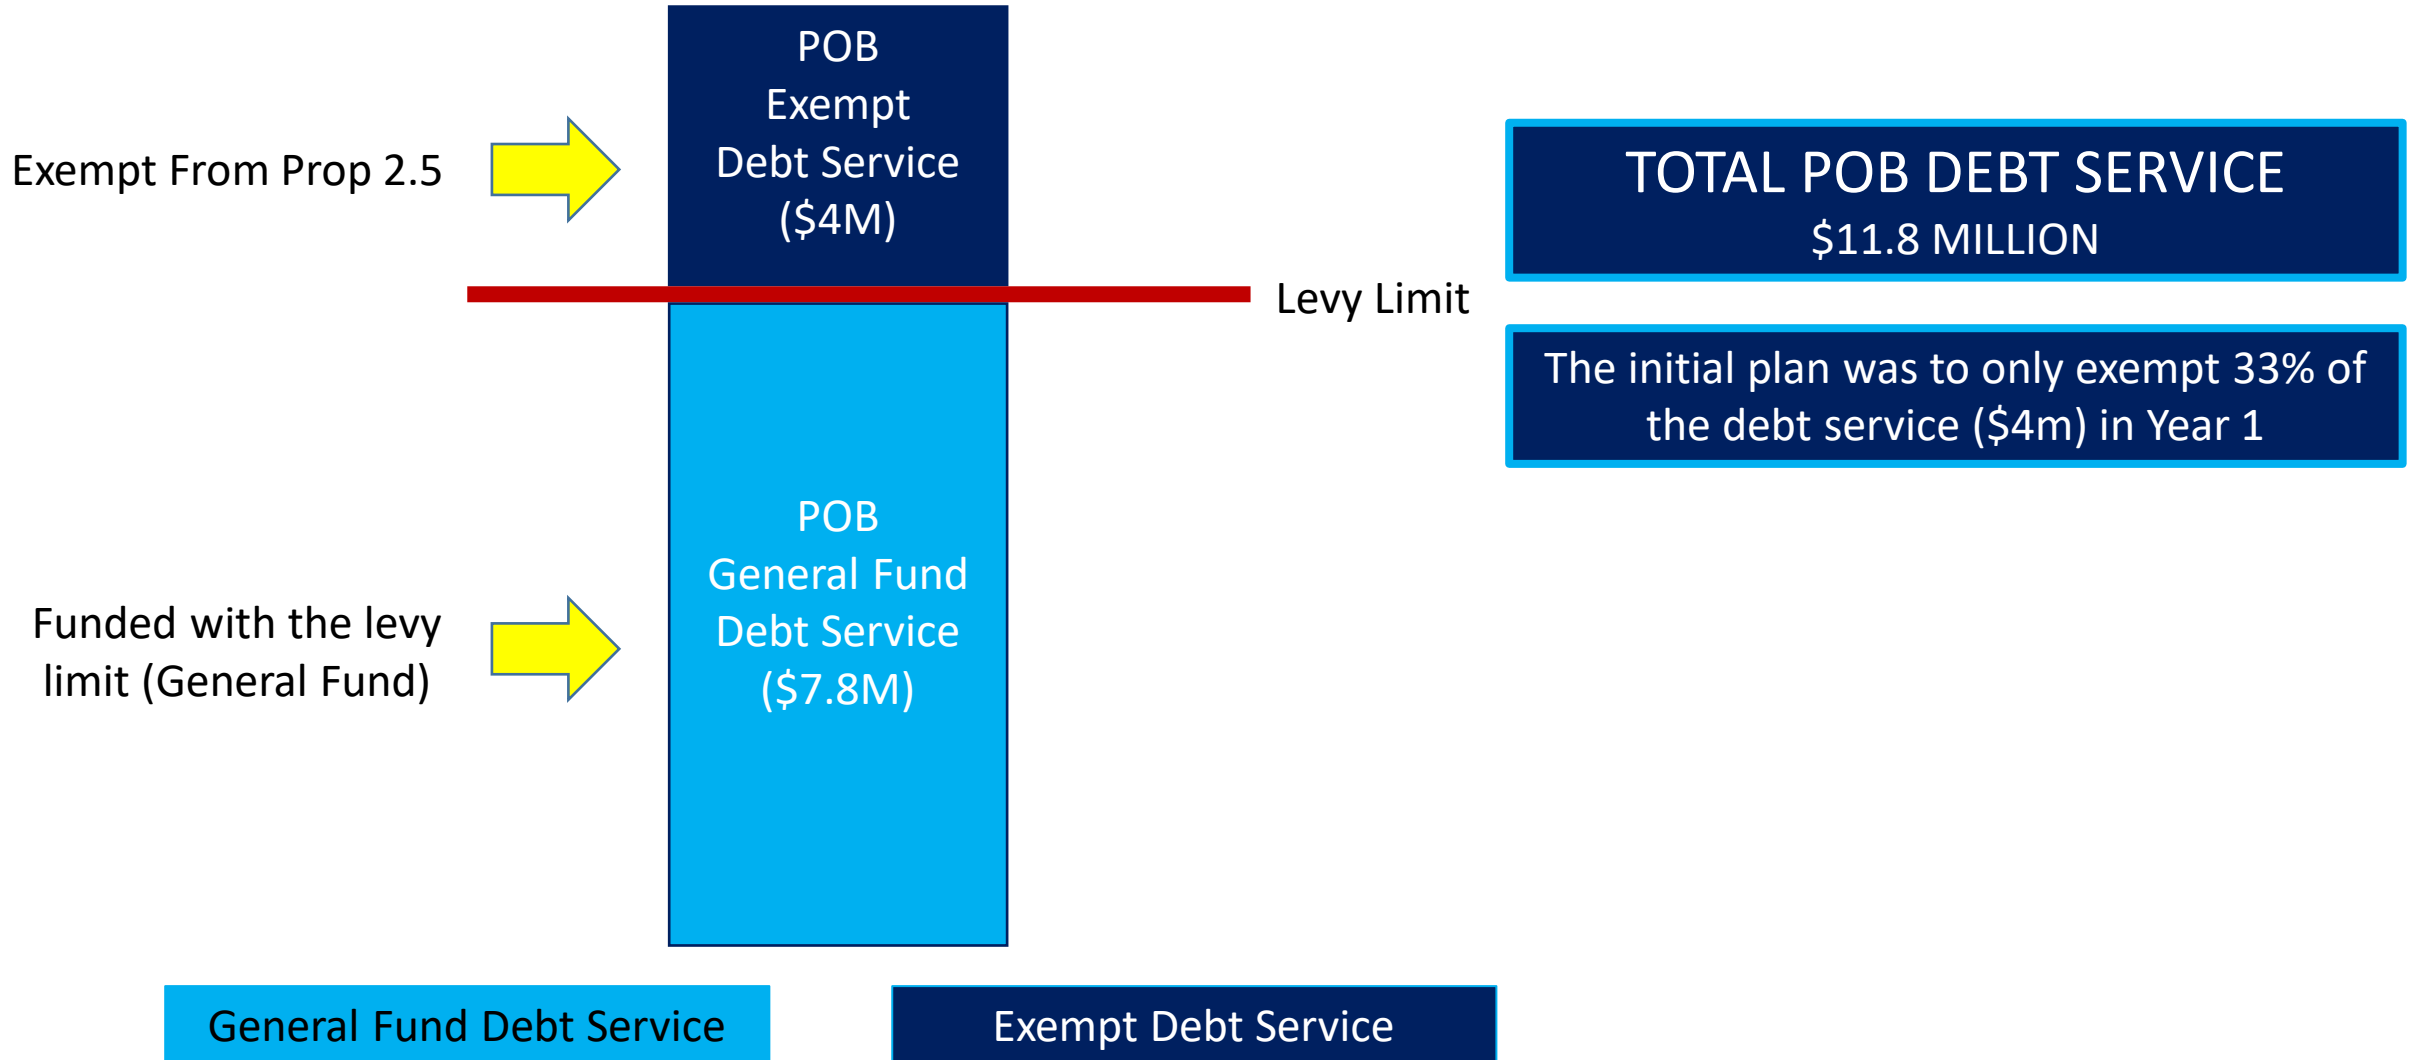 POB
Exempt
Debt Service
($4M)
Exempt From Prop 2.5
TOTAL POB DEBT SERVICE
$11.8 MILLION
Levy Limit
The initial plan was to only exempt 33% of
the debt service ($4m) in Year 1
POB
General Fund
Debt Service
($7.8M)
Funded with the levy
limit (General Fund)
General Fund Debt Service
Exempt Debt Service